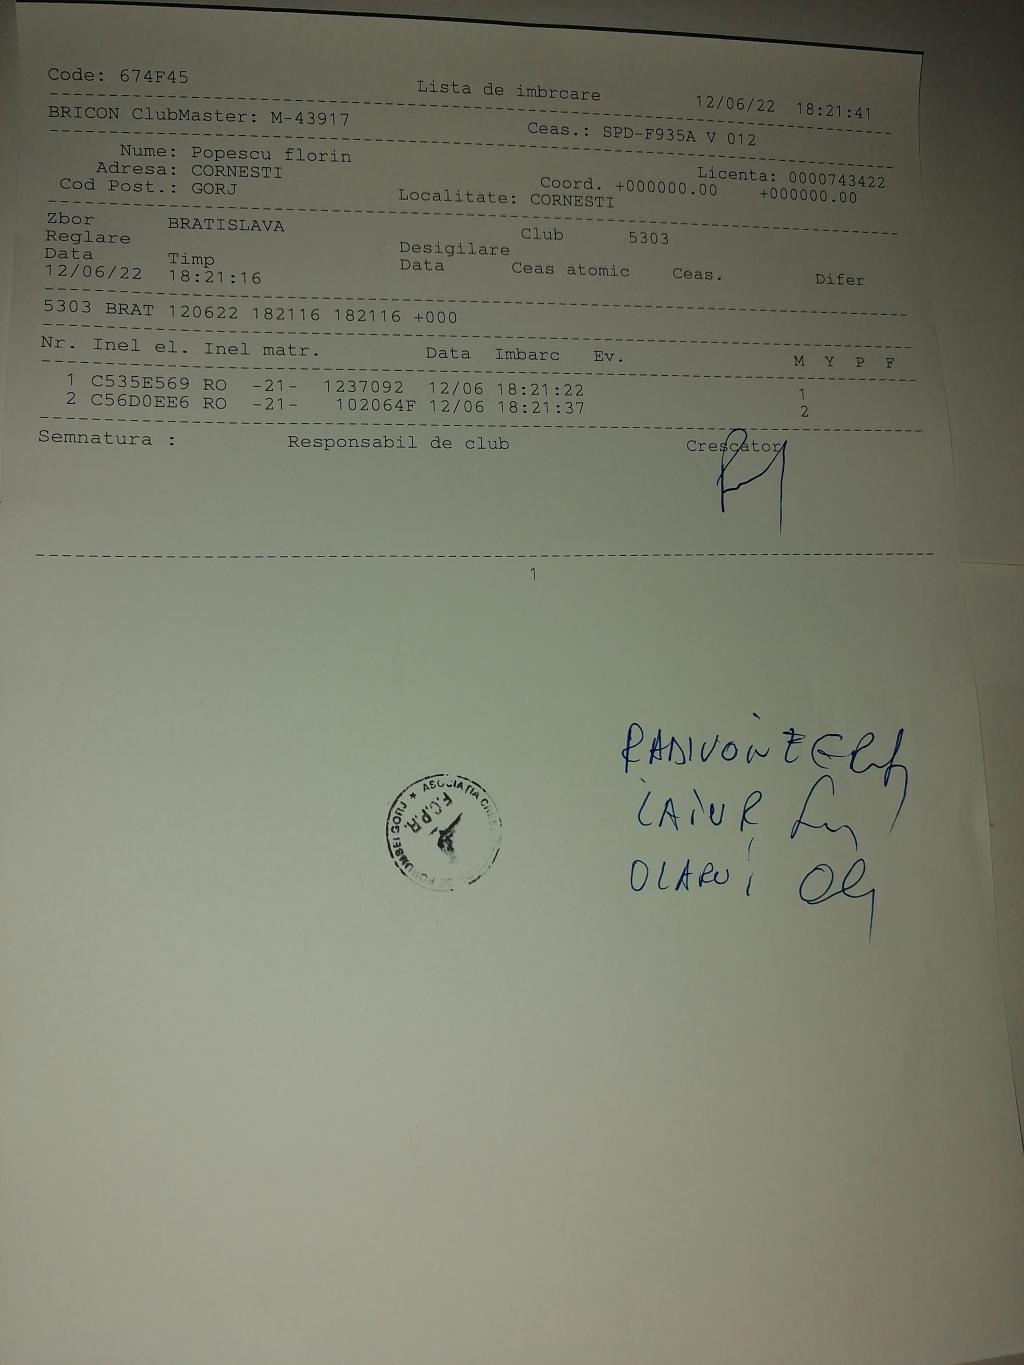 Code: 674F45 Lista de imbrcare 12/06/22 18:21:41
BRICON ClubMaster: M-43917 Ceas.: SPD-F935A V 012
Nume: Popescu florin Licenta: 0000743422
Adresa: CORNESTI Coord. +000000.00 +000000.00
Cod Post.: GORJ Localitate: CORNESTI
Zbor BRATISLAVA Club 5303
Reglare Desigilare
Data Timp Data Ceas atomic Ceas. Difer
12/06/22 18:21:16
5303 BRAT 120622 182116 182116 +000
Nr. Inel el. Inel matr. Data Imbarc Ev. M Y P F
1 C535E569 RO -21- 1237092 12/06 18:21:22 1
2 C56D0EE6 RO -21- 102064F 12/06 18:21:37 2
Semnatura : Responsabil de club Crescator
1
ASOCIATIA PORUMBEI GORJ
F.C.P.R.